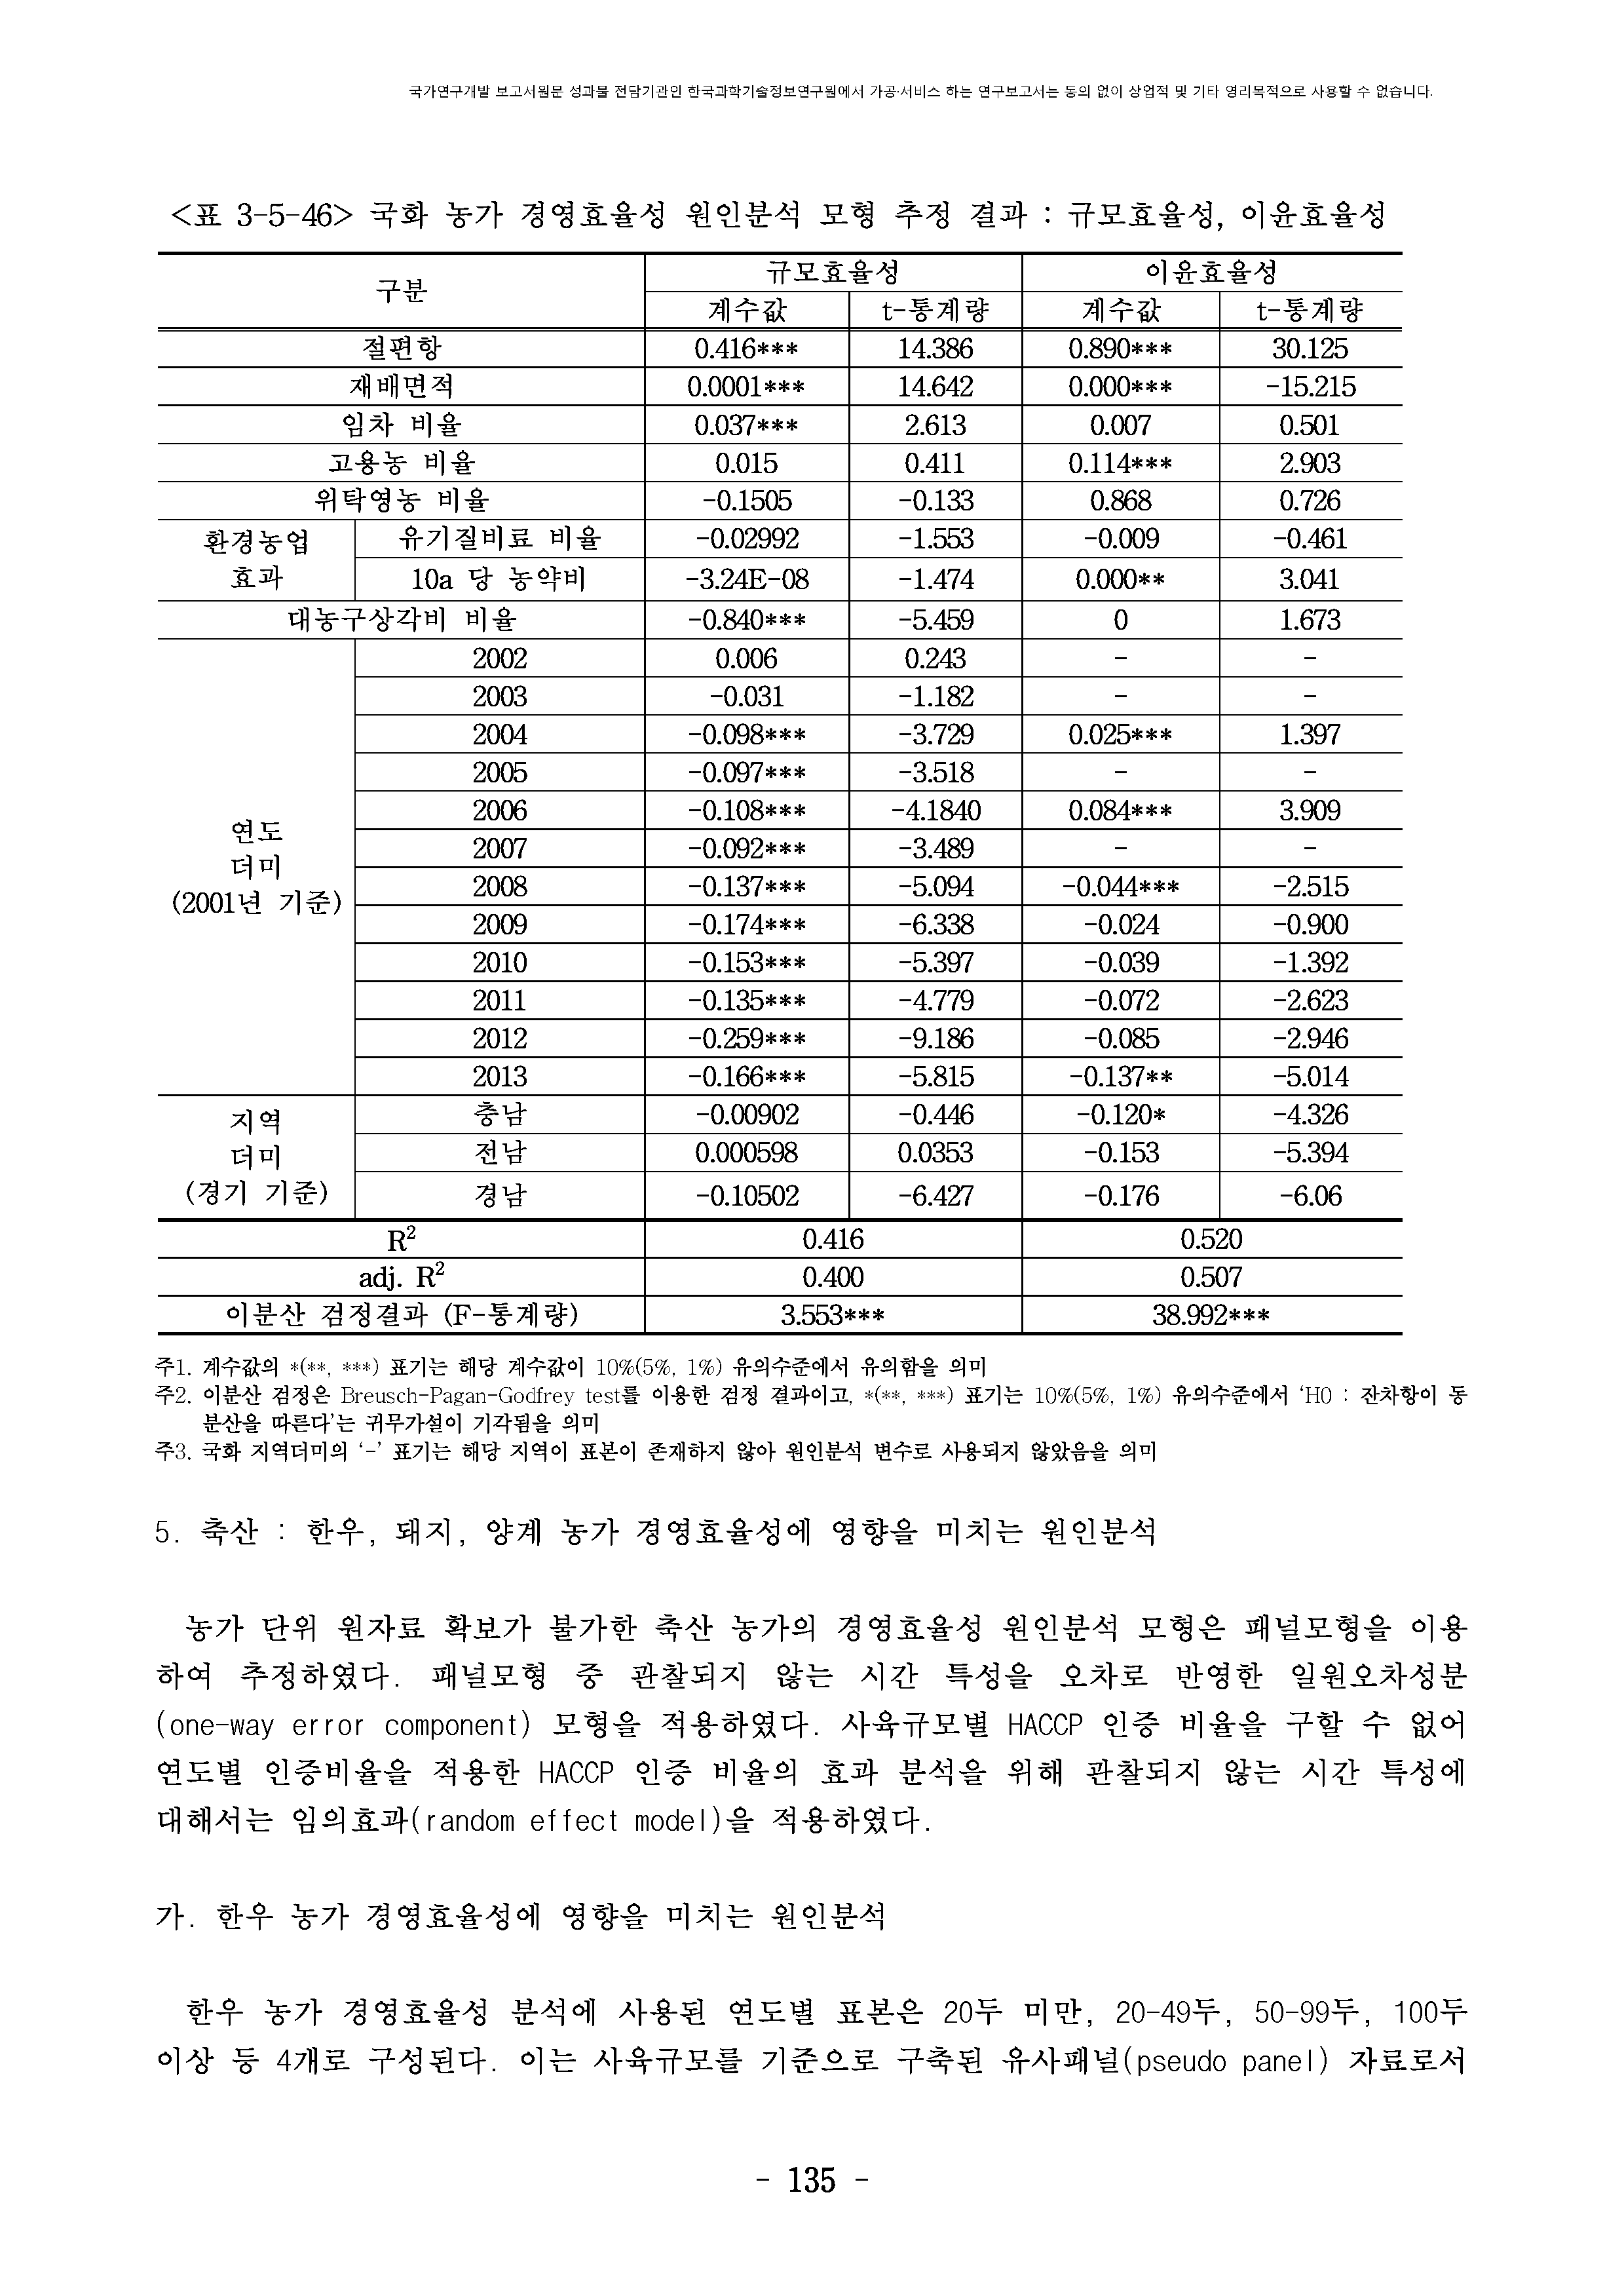 국가연구개발 보고서원문 성과물 전담기관인 한국과학기술정보연구원에서 가공·서비스 하는 연구보고서는 동의 없이 상업적 및 기타 영리목적으로 사용할 수 없습니다.
<표 3-5-46> 국화 농가 경영효율성 원인분석 모형 추정 결과 : 규모효율성, 이윤효율성
구분 규모효율성 이윤효율성
계수값 t-통계량 계수값 t-통계량
절편항 0.416*** 14.386 0.890*** 30.125
재배면적 0.0001*** 14.642 0.000*** -15.215
임차 비율 0.037*** 2.613 0.007 0.501
고용농 비율 0.015 0.411 0.114*** 2.903
위탁영농 비율 -0.1505 -0.133 0.868 0.726
환경농업 효과 유기질비료 비율 -0.02992 -1.553 -0.009 -0.461
10a 당 농약비 -3.24E-08 -1.474 0.000** 3.041
대농구상각비 비율 -0.840*** -5.459 0 1.673
연도 더미 (2001년 기준) 2002 0.006 0.243 - -
2003 -0.031 -1.182 - -
2004 -0.098*** -3.729 0.025*** 1.397
2005 -0.097*** -3.518 - -
2006 -0.108*** -4.1840 0.084*** 3.909
2007 -0.092*** -3.489 - -
2008 -0.137*** -5.094 -0.044*** -2.515
2009 -0.174*** -6.338 -0.024 -0.900
2010 -0.153*** -5.397 -0.039 -1.392
2011 -0.135*** -4.779 -0.072 -2.623
2012 -0.259*** -9.186 -0.085 -2.946
2013 -0.166*** -5.815 -0.137** -5.014
지역 더미 (경기 기준) 충남 -0.00902 -0.446 -0.120* -4.326
전남 0.000598 0.0353 -0.153 -5.394
경남 -0.10502 -6.427 -0.176 -6.06
R² 0.416 0.520
adj. R² 0.400 0.507
이분산 검정결과 (F-통계량) 3.553*** 38.992***
주1. 계수값의 *(**, ***) 표기는 해당 계수값이 10%(5%, 1%) 유의수준에서 유의함을 의미
주2. 이분산 검정은 Breusch-Pagan-Godfrey test를 이용한 검정 결과이고, *(**, ***) 표기는 10%(5%, 1%) 유의수준에서 ‘H0 : 잔차항이 동
분산을 따른다’는 귀무가설이 기각됨을 의미
주3. 국화 지역더미의 ‘-’ 표기는 해당 지역이 표본이 존재하지 않아 원인분석 변수로 사용되지 않았음을 의미
5. 축산 : 한우, 돼지, 양계 농가 경영효율성에 영향을 미치는 원인분석
농가 단위 원자료 확보가 불가한 축산 농가의 경영효율성 원인분석 모형은 패널모형을 이용
하여 추정하였다. 패널모형 중 관찰되지 않는 시간 특성을 오차로 반영한 일원오차성분
(one-way error component) 모형을 적용하였다. 사육규모별 HACCP 인증 비율을 구할 수 없어
연도별 인증비율을 적용한 HACCP 인증 비율의 효과 분석을 위해 관찰되지 않는 시간 특성에
대해서는 임의효과(random effect model)을 적용하였다.
가. 한우 농가 경영효율성에 영향을 미치는 원인분석
한우 농가 경영효율성 분석에 사용된 연도별 표본은 20두 미만, 20-49두, 50-99두, 100두
이상 등 4개로 구성된다. 이는 사육규모를 기준으로 구축된 유사패널(pseudo panel) 자료로서
- 135 -